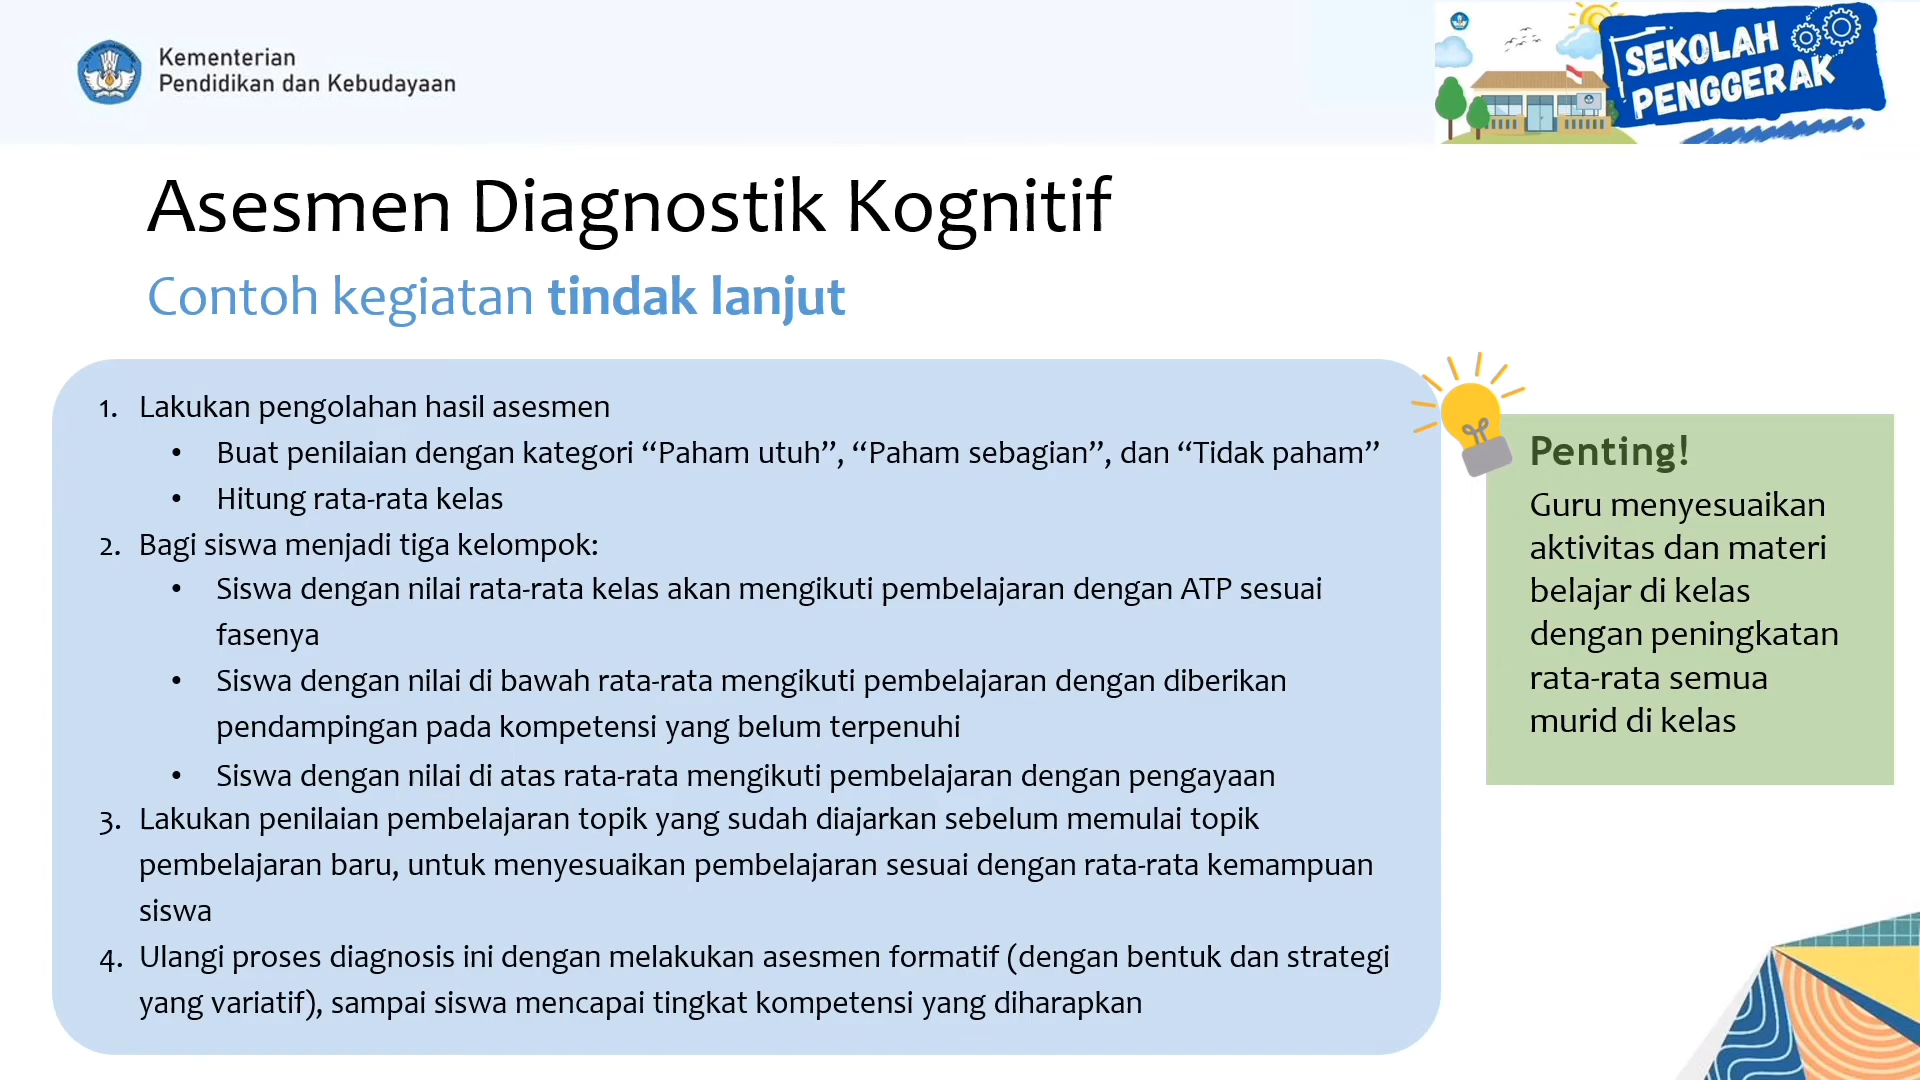 Kementerian
Pendidikan dan Kebudayaan
SEKOLAH
PENGGERAK
Asesmen Diagnostik Kognitif
Contoh kegiatan tindak lanjut
1. Lakukan pengolahan hasil asesmen
• Buat penilaian dengan kategori “Paham utuh”, “Paham sebagian”, dan “Tidak paham”
• Hitung rata-rata kelas
2. Bagi siswa menjadi tiga kelompok:
• Siswa dengan nilai rata-rata kelas akan mengikuti pembelajaran dengan ATP sesuai
fasenya
• Siswa dengan nilai di bawah rata-rata mengikuti pembelajaran dengan diberikan
pendampingan pada kompetensi yang belum terpenuhi
• Siswa dengan nilai di atas rata-rata mengikuti pembelajaran dengan pengayaan
3. Lakukan penilaian pembelajaran topik yang sudah diajarkan sebelum memulai topik
pembelajaran baru, untuk menyesuaikan pembelajaran sesuai dengan rata-rata kemampuan
siswa
4. Ulangi proses diagnosis ini dengan melakukan asesmen formatif (dengan bentuk dan strategi
yang variatif), sampai siswa mencapai tingkat kompetensi yang diharapkan
Penting!
Guru menyesuaikan
aktivitas dan materi
belajar di kelas
dengan peningkatan
rata-rata semua
murid di kelas